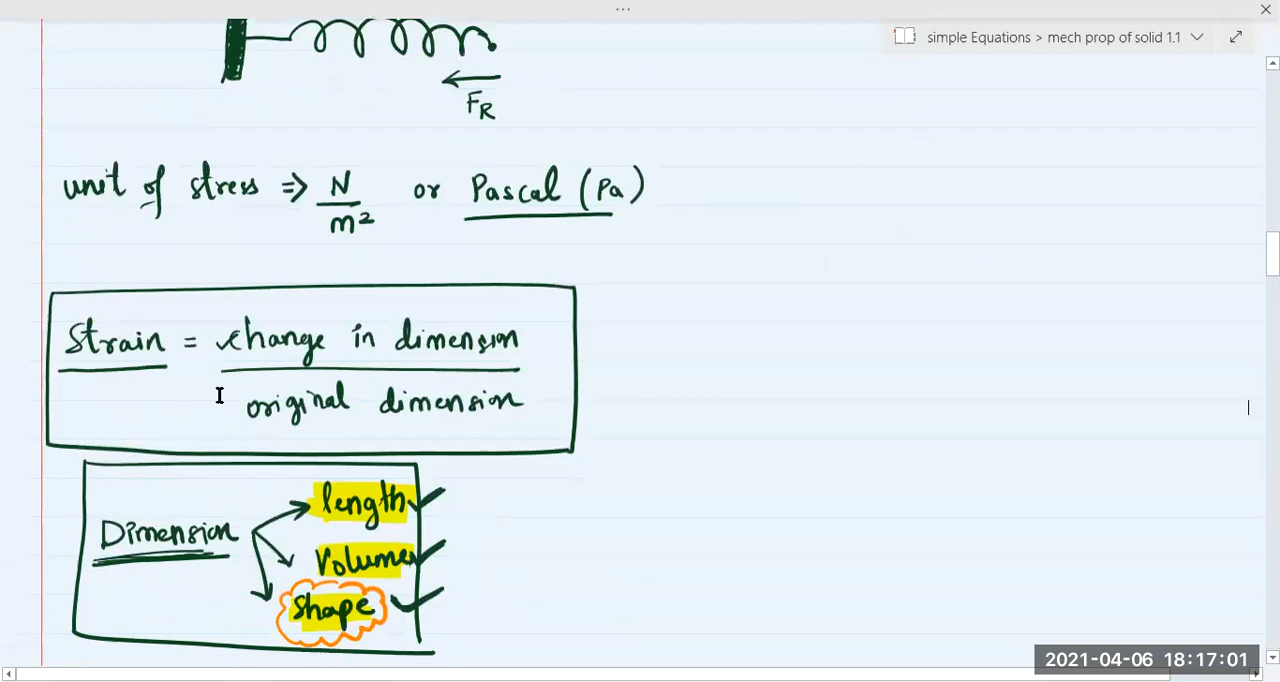 ...
simple Equations > mech prop of solid 1.1
FR
unit of stress => N/m² or Pascal (Pa)
Strain = change in dimension
original dimension
Dimension
length
Volume
Shape
2021-04-06 18:17:01